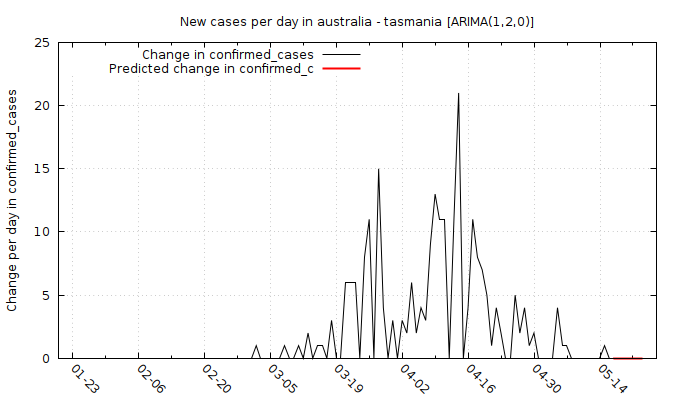 New cases per day in australia - tasmania [ARIMA(1,2,0)]
Change in confirmed_cases
Predicted change in confirmed_c
Change per day in confirmed_cases
25
20
15
10
5
0
01-23 02-06 02-20 03-05 03-19 04-02 04-16 04-30 05-14